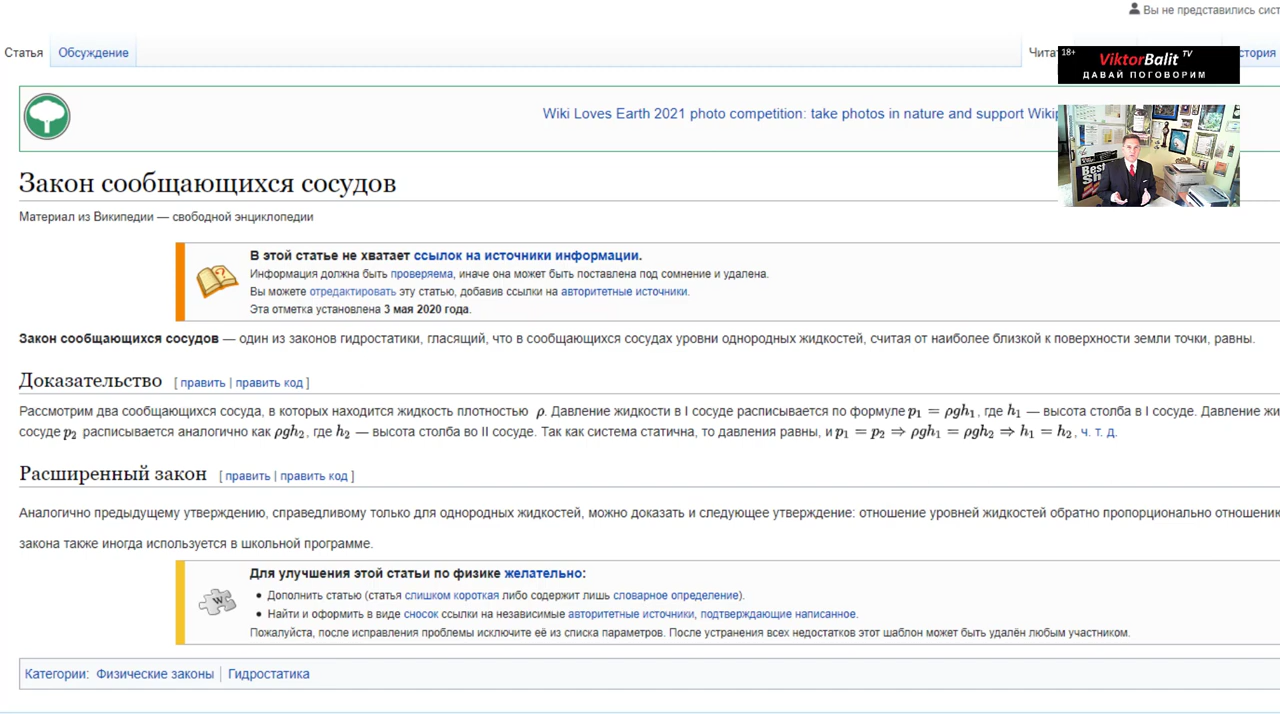 Вы не представились сист
Статья
Обсуждение
Чита
стория
18+
ViktorBalit TV
ДАВАЙ ПОГОВОРИМ
Wiki Loves Earth 2021 photo competition: take photos in nature and support Wikip
Best
Sh
Закон сообщающихся сосудов
Материал из Википедии — свободной энциклопедии
В этой статье не хватает ссылок на источники информации.
Информация должна быть проверяема, иначе она может быть поставлена под сомнение и удалена.
Вы можете отредактировать эту статью, добавив ссылки на авторитетные источники.
Эта отметка установлена 3 мая 2020 года.
Закон сообщающихся сосудов — один из законов гидростатики, гласящий, что в сообщающихся сосудах уровни однородных жидкостей, считая от наиболее близкой к поверхности земли точки, равны.
Доказательство [ править | править код ]
Рассмотрим два сообщающихся сосуда, в которых находится жидкость плотностью ρ. Давление жидкости в I сосуде расписывается по формуле p₁ = ρgh₁, где h₁ — высота столба в I сосуде. Давление жи
сосуде p₂ расписывается аналогично как ρgh₂, где h₂ — высота столба во II сосуде. Так как система статична, то давления равны, и p₁ = p₂ ⇒ ρgh₁ = ρgh₂ ⇒ h₁ = h₂, ч. т. д.
Расширенный закон [ править | править код ]
Аналогично предыдущему утверждению, справедливому только для однородных жидкостей, можно доказать и следующее утверждение: отношение уровней жидкостей обратно пропорционально отношению
закона также иногда используется в школьной программе.
W
Для улучшения этой статьи по физике желательно:
• Дополнить статью (статья слишком короткая либо содержит лишь словарное определение).
• Найти и оформить в виде сносок ссылки на независимые авторитетные источники, подтверждающие написанное.
Пожалуйста, после исправления проблемы исключите её из списка параметров. После устранения всех недостатков этот шаблон может быть удалён любым участником.
Категории: Физические законы | Гидростатика